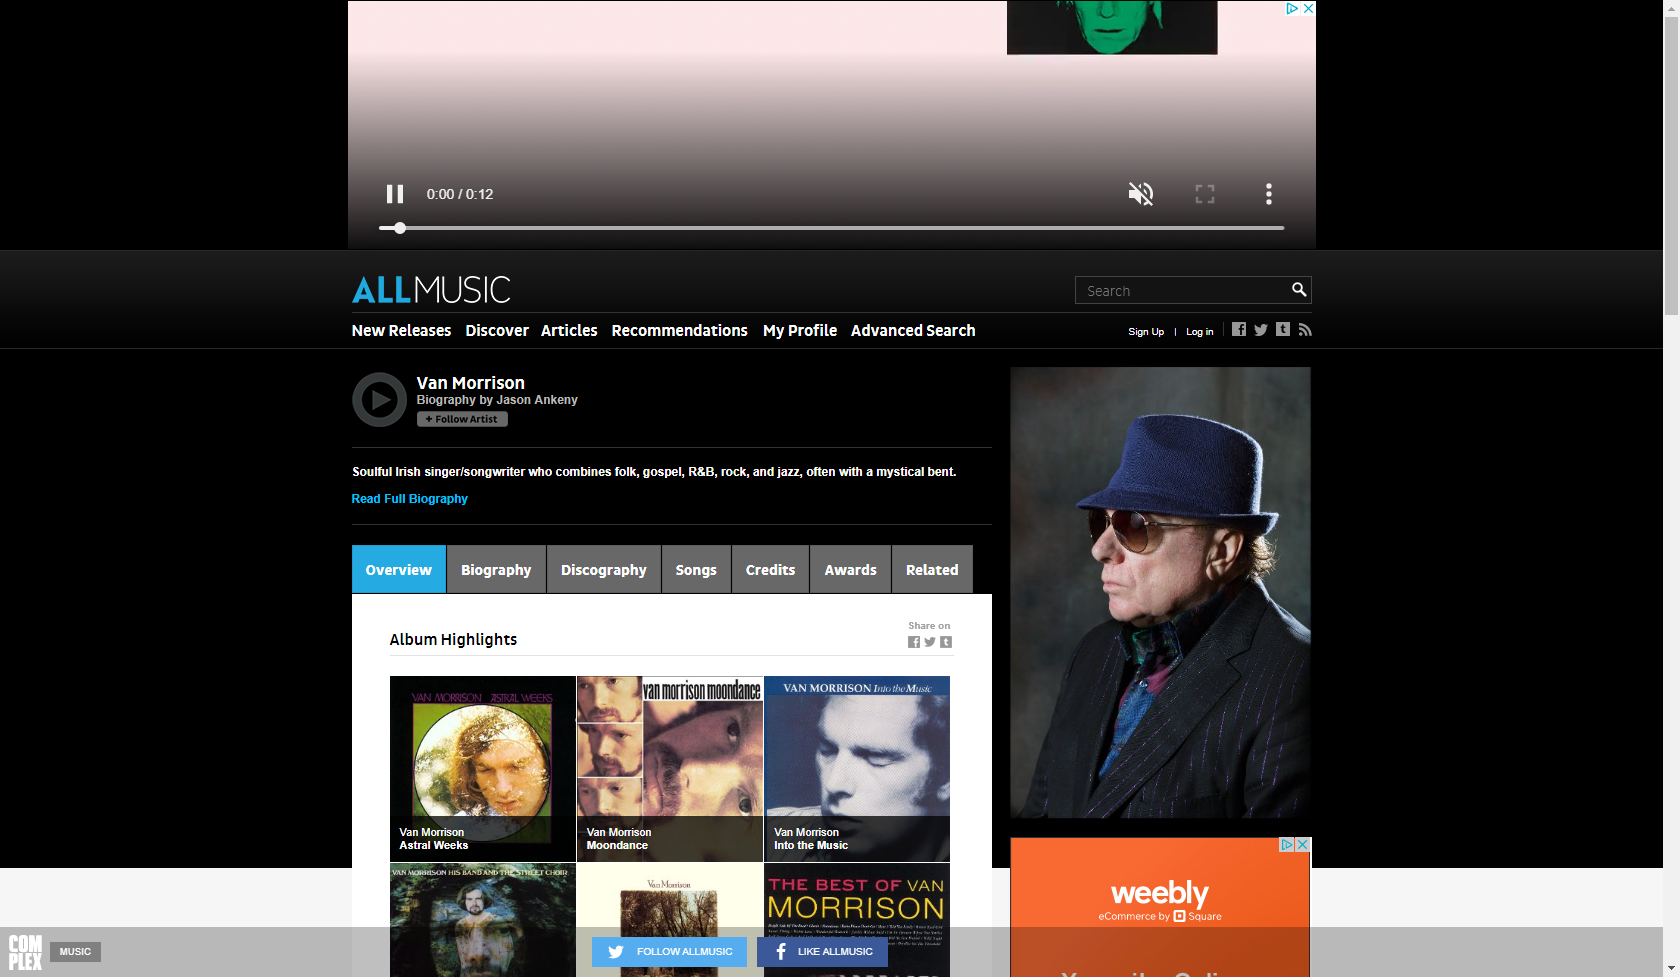 0:00 / 0:12
ALLMUSIC
Search
New Releases Discover Articles Recommendations My Profile Advanced Search
Sign Up | Log in
Van Morrison
Biography by Jason Ankeny
+ Follow Artist
Soulful Irish singer/songwriter who combines folk, gospel, R&B, rock, and jazz, often with a mystical bent.
Read Full Biography
Overview Biography Discography Songs Credits Awards Related
Share on
Album Highlights
VAN MORRISON ASTRAL WEEKS
van morrison moondance
VAN MORRISON Into the Music
Van Morrison
Astral Weeks
Van Morrison
Moondance
Van Morrison
Into the Music
VAN MORRISON HIS BAND AND THE STREET CHOIR
Van Morrison
THE BEST OF VAN
MORRISON
weebly
eCommerce by Square
COM
PLEX
MUSIC
FOLLOW ALLMUSIC
LIKE ALLMUSIC